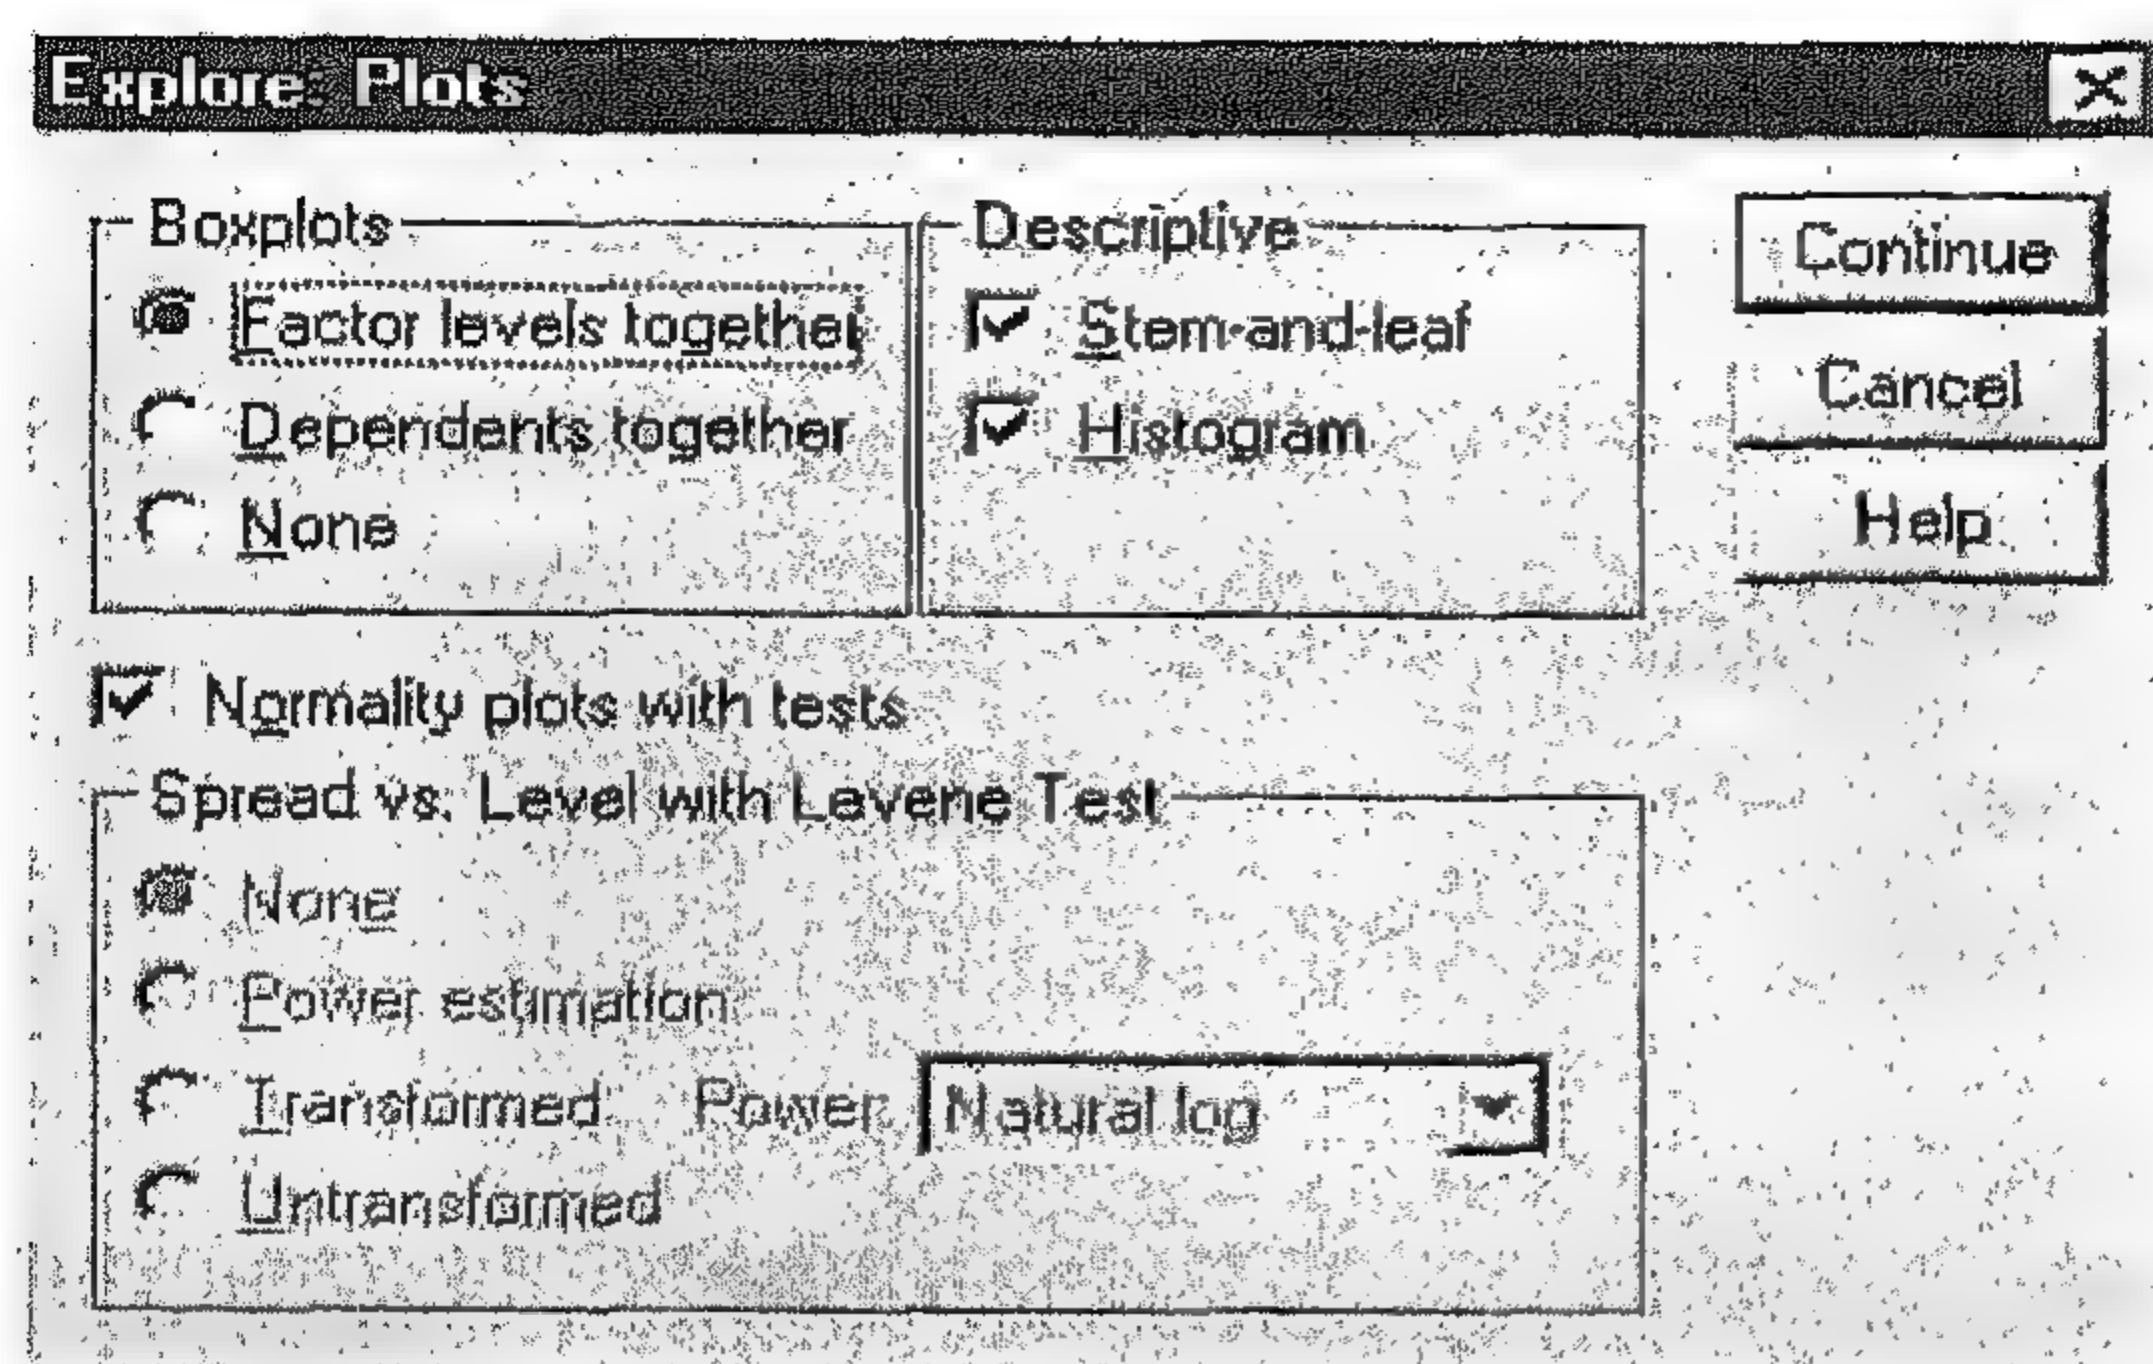 Explore: Plots
Boxplots
Factor levels together
Dependents together
None
Descriptive
Stem-and-leaf
Histogram
Continue
Cancel
Help
Normality plots with tests
Spread vs. Level with Levene Test
None
Power estimation
Transformed Power Natural log
Untransformed